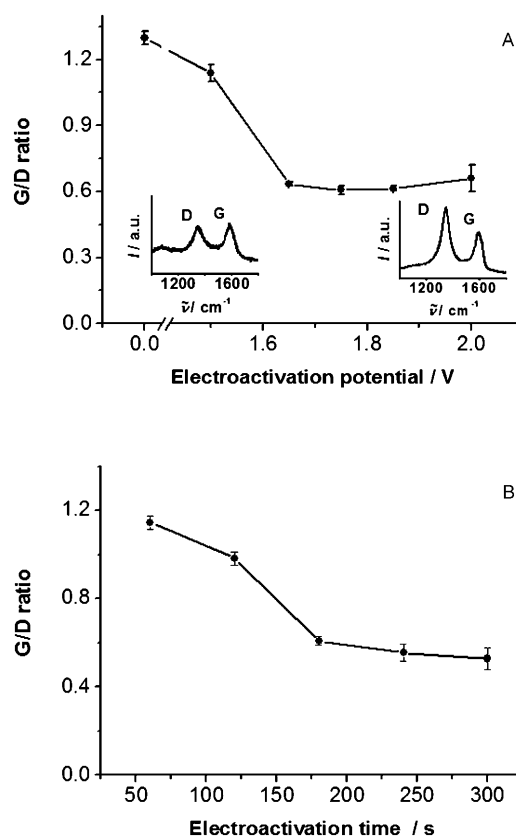 A
G/D ratio
1.2
0.9
0.6
0.3
0.0
D G
I / a.u.
1200 1600
ṽ/ cm⁻¹
D G
I / a.u.
1200 1600
ṽ/ cm⁻¹
0.0 1.6 1.8 2.0
Electroactivation potential / V
B
G/D ratio
1.2
0.8
0.4
0.0
50 100 150 200 250 300
Electroactivation time / s